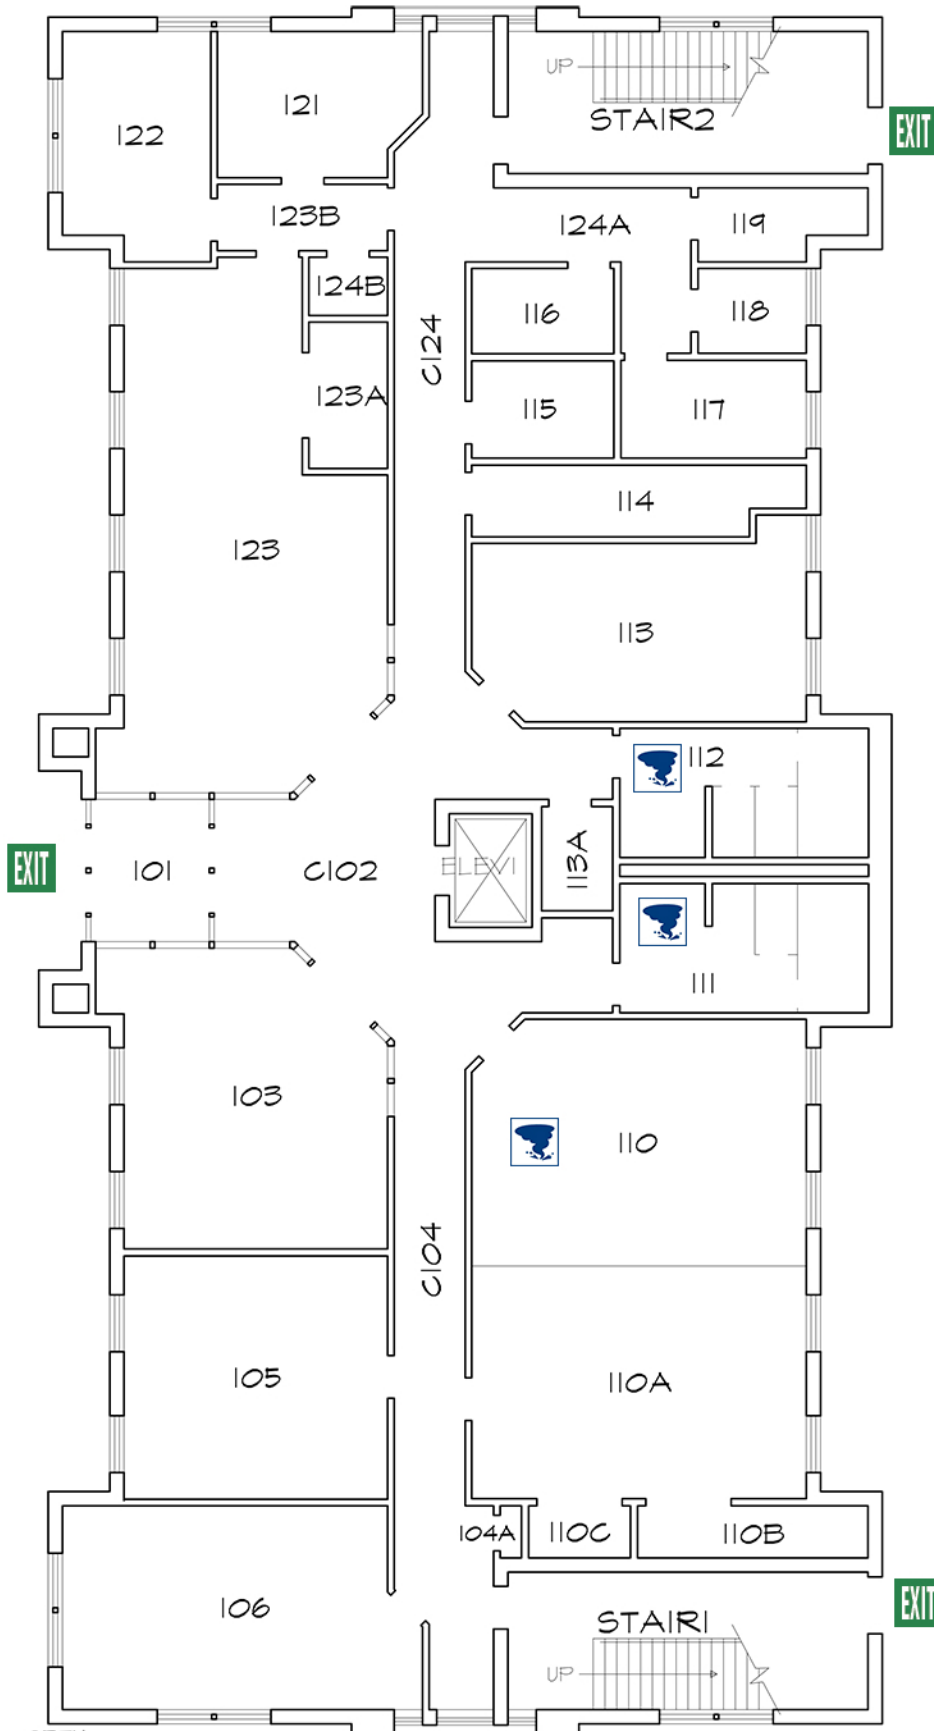 UP
STAIR2
EXIT
121
122
123B
124A
119
124B
116
118
C124
123A
115
117
114
123
113
112
ELEV1
113A
EXIT
101
C102
111
103
110
C104
105
110A
104A
110C
110B
106
STAIR1
EXIT
UP